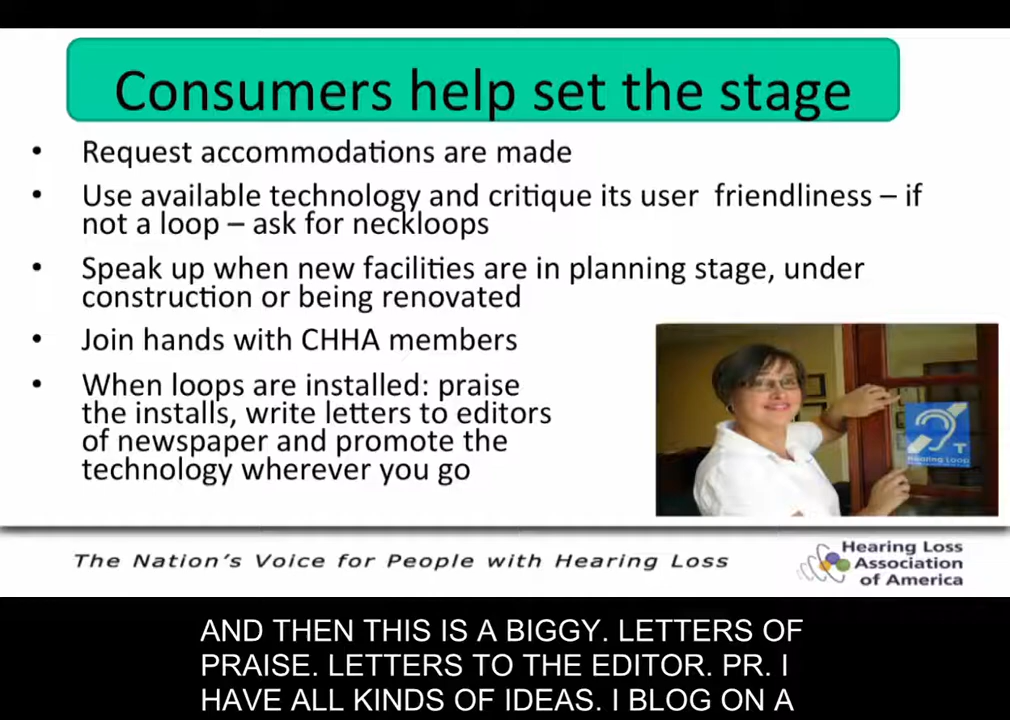 Consumers help set the stage
• Request accommodations are made
• Use available technology and critique its user friendliness – if
not a loop – ask for neckloops
• Speak up when new facilities are in planning stage, under
construction or being renovated
• Join hands with CHHA members
• When loops are installed: praise
the installs, write letters to editors
of newspaper and promote the
technology wherever you go
T
Hearing Loop
The Nation's Voice for People with Hearing Loss
Hearing Loss
Association
of America
AND THEN THIS IS A BIGGY. LETTERS OF
PRAISE. LETTERS TO THE EDITOR. PR. I
HAVE ALL KINDS OF IDEAS. I BLOG ON A